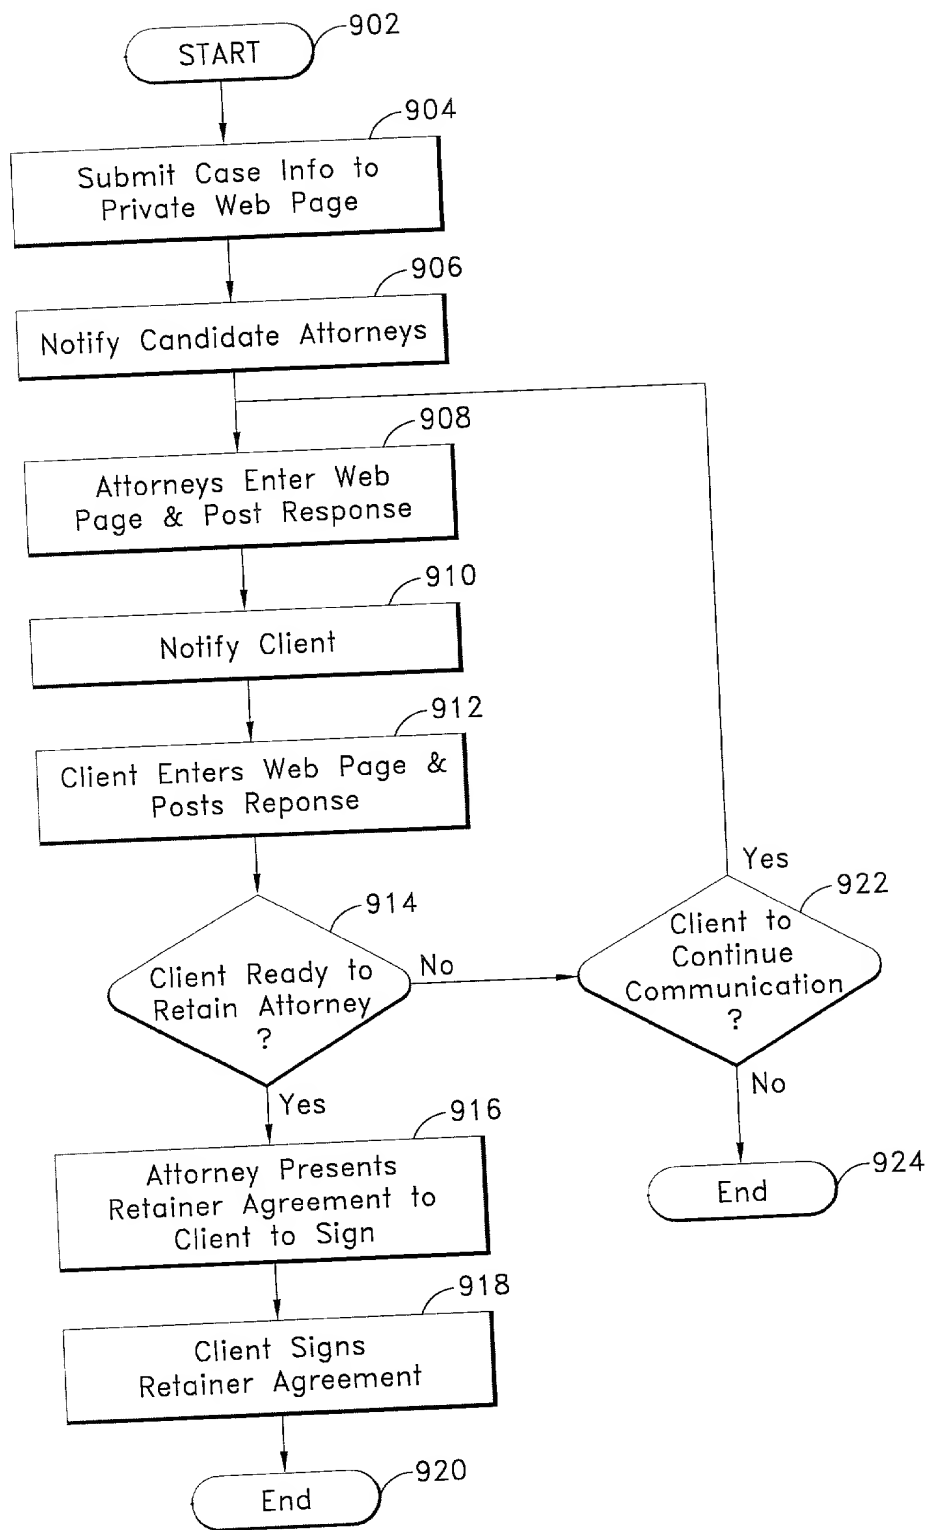 902
START
904
Submit Case Info to
Private Web Page
906
Notify Candidate Attorneys
908
Attorneys Enter Web
Page & Post Response
910
Notify Client
912
Client Enters Web Page &
Posts Reponse
914
Client Ready to
Retain Attorney
?
No
Yes
922
Client to
Continue
Communication
?
Yes
No
924
End
916
Attorney Presents
Retainer Agreement to
Client to Sign
918
Client Signs
Retainer Agreement
920
End